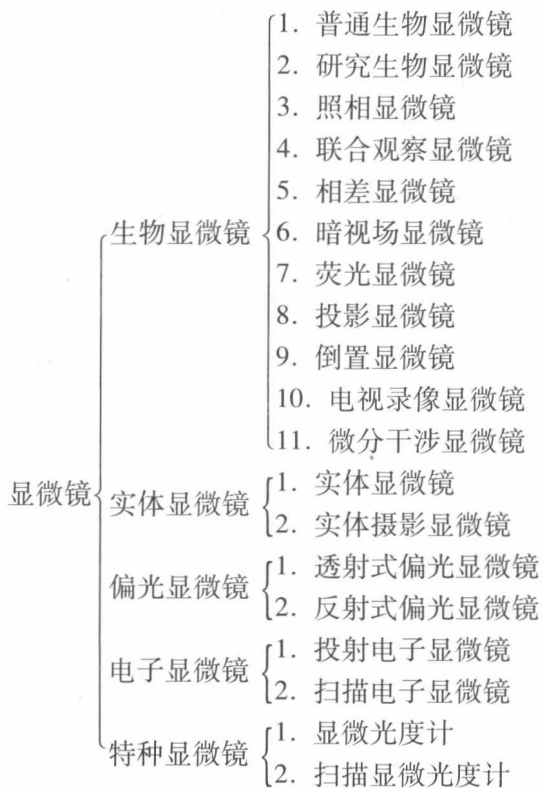 显微镜
生物显微镜
1. 普通生物显微镜
2. 研究生物显微镜
3. 照相显微镜
4. 联合观察显微镜
5. 相差显微镜
6. 暗视场显微镜
7. 荧光显微镜
8. 投影显微镜
9. 倒置显微镜
10. 电视录像显微镜
11. 微分干涉显微镜
实体显微镜
1. 实体显微镜
2. 实体摄影显微镜
偏光显微镜
1. 透射式偏光显微镜
2. 反射式偏光显微镜
电子显微镜
1. 投射电子显微镜
2. 扫描电子显微镜
特种显微镜
1. 显微光度计
2. 扫描显微光度计